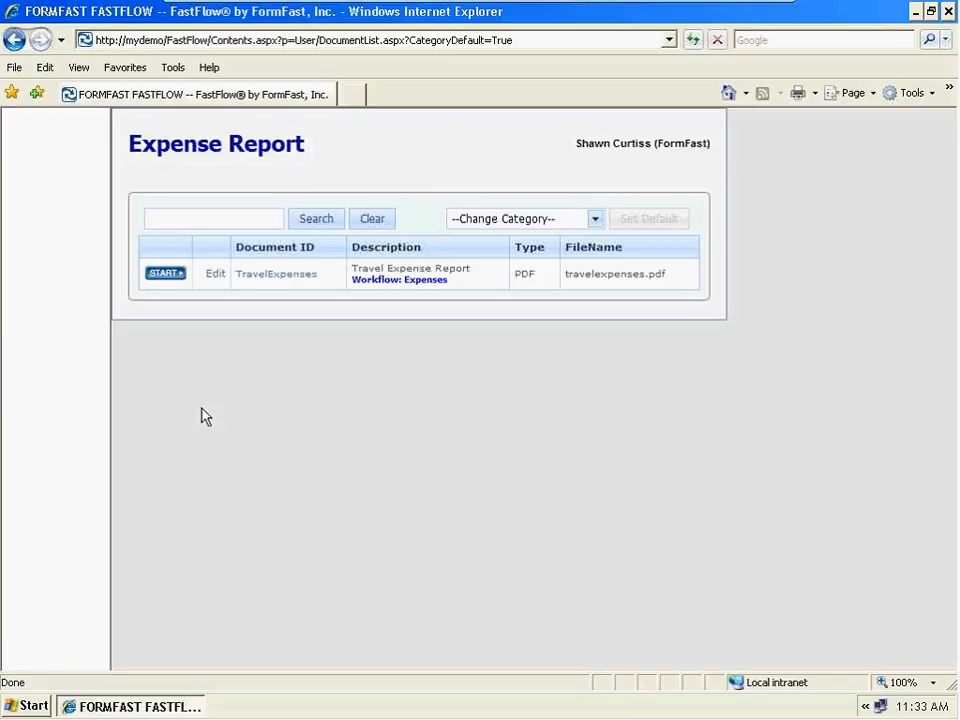 FORMFAST FASTFLOW -- FastFlow® by FormFast, Inc. - Windows Internet Explorer
http://mydemo/FastFlow/Contents.aspx?p=User/DocumentList.aspx?CategoryDefault=True
Google
File Edit View Favorites Tools Help
FORMFAST FASTFLOW -- FastFlow® by FormFast, Inc.
Page Tools »
Expense Report
Shawn Curtiss (FormFast)
Search Clear --Change Category-- Set Default
Document ID Description Type FileName
START Edit TravelExpenses Travel Expense Report PDF travelexpenses.pdf
Workflow: Expenses
Done Local intranet 100%
Start FORMFAST FASTFL... « 11:33 AM